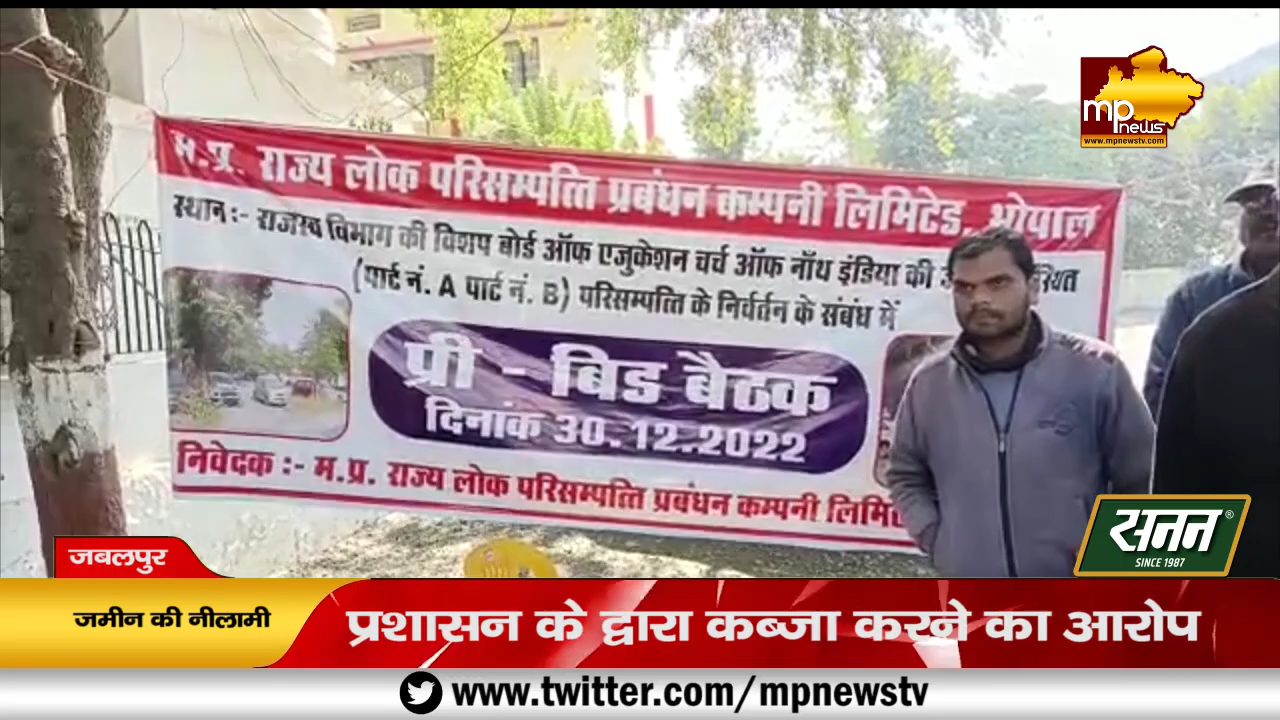 mp
news
www.mpnewstv.com
म.प्र. राज्य लोक परिसम्पत्ति प्रबंधन कम्पनी लिमिटेड, भोपाल
स्थान :- राजस्व विभाग की विशप बोर्ड ऑफ एजुकेशन चर्च ऑफ नॉथ इंडिया की
(पार्ट नं. A पार्ट नं. B) परिसम्पत्ति के निर्वर्तन के संबंध में
प्री - बिड बैठक
दिनांक 30.12.2022
निवेदक :- म.प्र. राज्य लोक परिसम्पत्ति प्रबंधन कम्पनी
सनन®
SINCE 1987
जबलपुर
जमीन की नीलामी
प्रशासन के द्वारा कब्जा करने का आरोप
www.twitter.com/mpnewstv